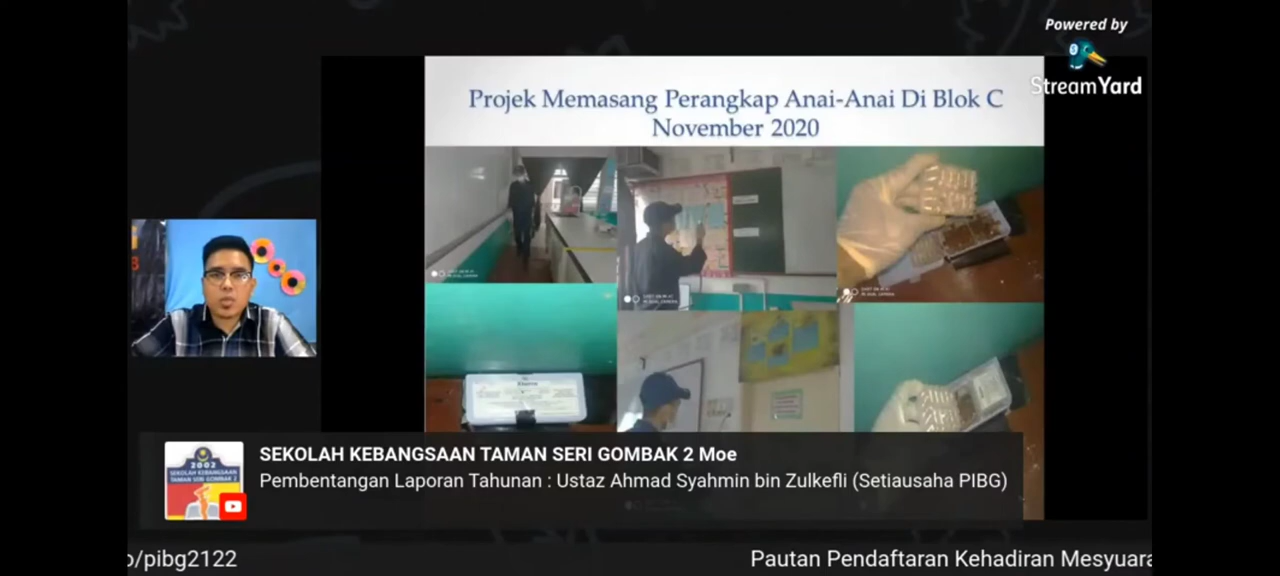 Powered by
StreamYard
Projek Memasang Perangkap Anai-Anai Di Blok C
November 2020
2002
SEKOLAH KEBANGSAAN
TAMAN SERI GOMBAK 2
SEKOLAH KEBANGSAAN TAMAN SERI GOMBAK 2 Moe
Pembentangan Laporan Tahunan : Ustaz Ahmad Syahmin bin Zulkefli (Setiausaha PIBG)
o/pibg2122
Pautan Pendaftaran Kehadiran Mesyuara